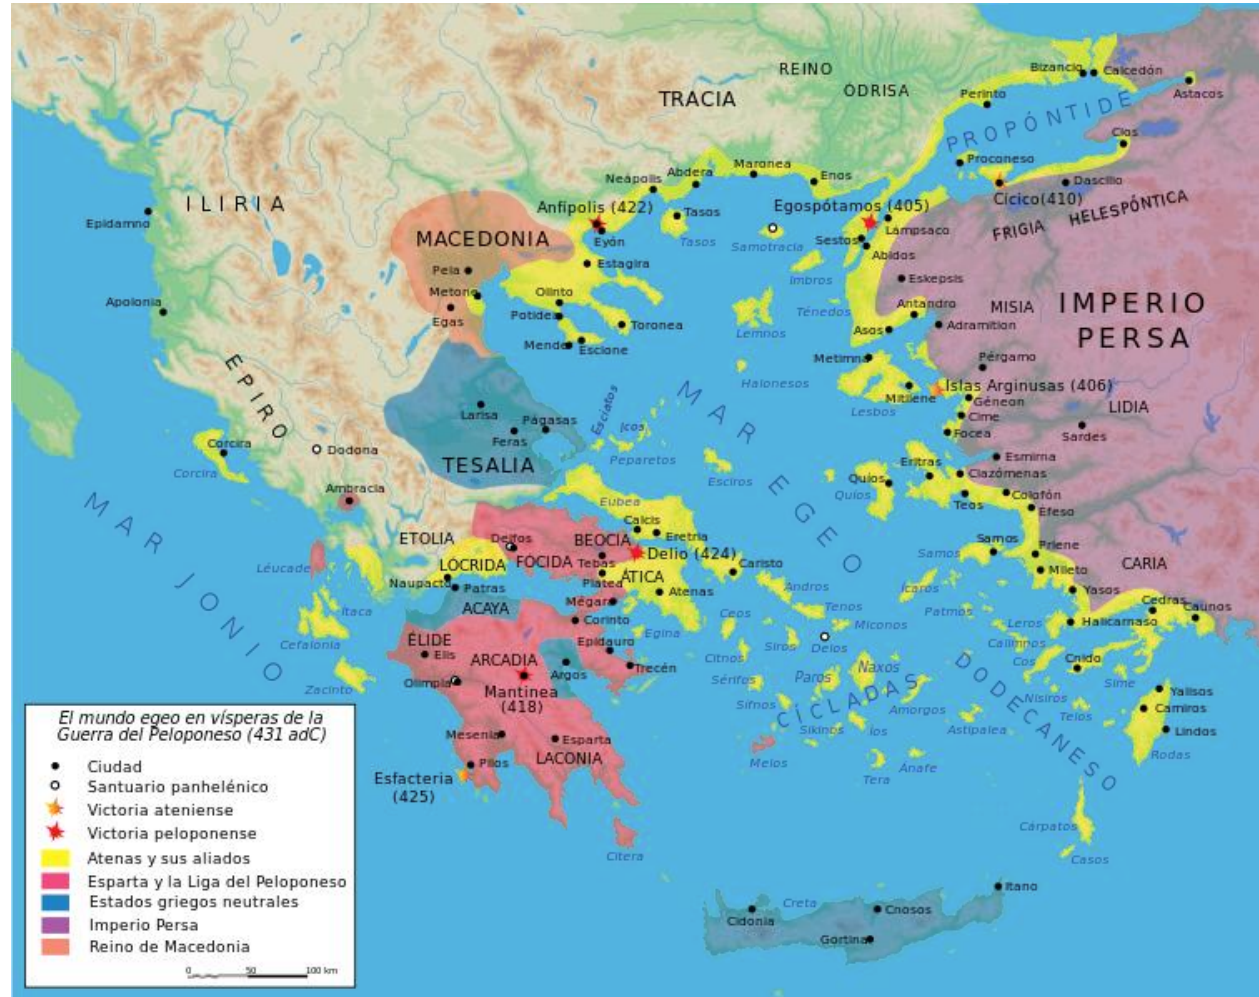 REINO
ÓDRISA
TRACIA
Bizancio
Calcedón
Astacos
Perinto
PROPÓNTIDE
Cios
Proconeso
Cícico(410)
Dascilio
FRIGIA HELESPÓNTICA
Maronea
Abdera
Neápolis
Enos
Tasos
Tasos
Samotracia
Egospótamos (405)
Lámpsaco
Sestos
Abidos
Imbros
ILIRIA
Epidamno
Apolonia
Anfípolis (422)
Eyón
MACEDONIA
Estagira
Pela
Metone
Egas
Olinto
Potidea
Toronea
Mende
Escione
Eskepsis
Ténedos
Antandro
Asos
Adramition
MISIA
IMPERIO
PERSA
Lemnos
Halonesos
Metimna
Mitilene
Lesbos
Pérgamo
Islas Arginusas (406)
Géneon
Cime
Focea
LIDIA
Sardes
EPIRO
Corcira
Corcira
Dodona
Ambracia
Larisa
Págasas
Feras
TESALIA
Esciatos
Icos
Peparetos
Esciros
MAR EGEO
Esmirna
Eritras
Clazómenas
Quíos
Quíos
Teos
Colofón
Efeso
MAR JONIO
Eubea
Calcis
Eretria
ETOLIA
Delfos
BEOCIA
FÓCIDA
Delio (424)
LÓCRIDA
Tebas
Platea
ÁTICA
Caristo
Léucade
Naupacto
Patras
Atenas
Mégara
ACAYA
Corinto
Samos
Samos
Priene
Mileto
CARIA
Andros
Icaros
Tenos
Patmos
Yasos
Cedras
Caunos
Ítaca
Cefalonia
ÉLIDE
Elis
ARCADIA
Epidauro
Egina
Ceos
Miconos
Leros
Halicarnaso
Calimnos
Zacinto
Olimpia
Argos
Trecén
Citnos
Siros
Delos
Cos
Cnido
Mantinea
(418)
Sérifos
Paros
Naxos
DODECANESO
Sime
Sifnos
CÍCLADAS
Amorgos
Nisiros
Telos
Yalisos
Camiros
Lindos
Rodas
Mesenia
Esparta
LACONIA
Sikinos
Ios
Astipalea
Pilos
Melos
Tera
Anafe
Esfacteria
(425)
Citera
Cárpatos
Casos
Itano
Creta
Cidonia
Cnosos
Gortina
El mundo egeo en vísperas de la
Guerra del Peloponeso (431 adC)
Ciudad
Santuario panhelénico
Victoria ateniense
Victoria peloponense
Atenas y sus aliados
Esparta y la Liga del Peloponeso
Estados griegos neutrales
Imperio Persa
Reino de Macedonia
0 50 100 km